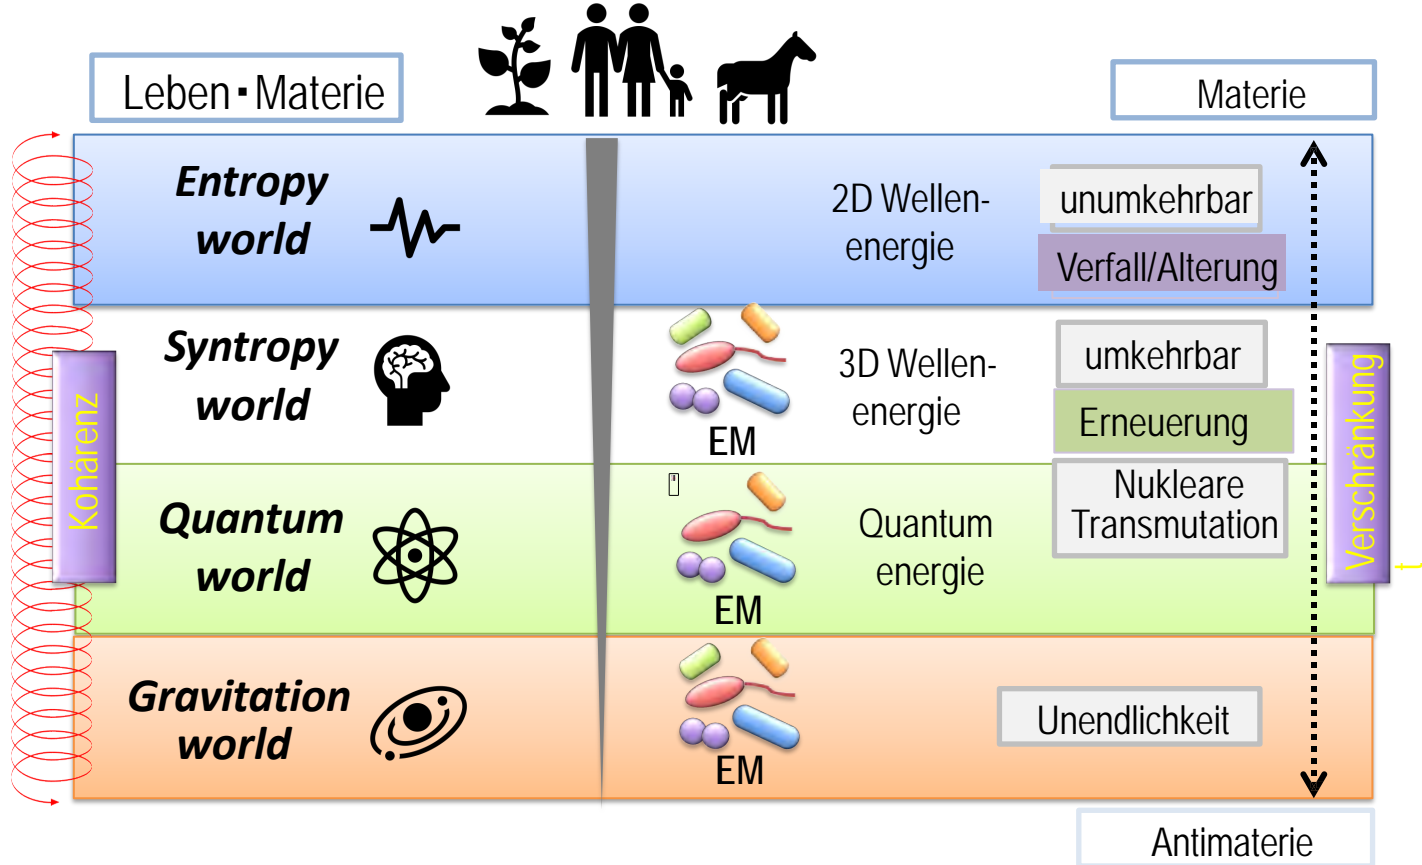 Leben▪Materie
Materie
Entropy
world
2D Wellen-
energie
unumkehrbar
Verfall/Alterung
Syntropy
world
EM
3D Wellen-
energie
umkehrbar
Erneuerung
Kohärenz
Verschränkung
t
Quantum
world
EM
Quantum
energie
Nukleare
Transmutation
Gravitation
world
EM
Unendlichkeit
Antimaterie